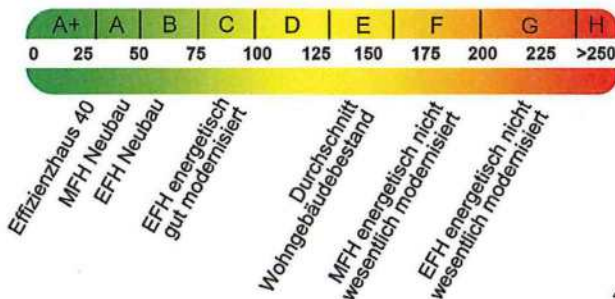 A+ A B C D E F G H
0 25 50 75 100 125 150 175 200 225 >250
Effizienzhaus 40
MFH Neubau
EFH Neubau
EFH energetisch
gut modernisiert
Durchschnitt
Wohngebäudebestand
MFH energetisch nicht
wesentlich modernisiert
EFH energetisch nicht
wesentlich modernisiert